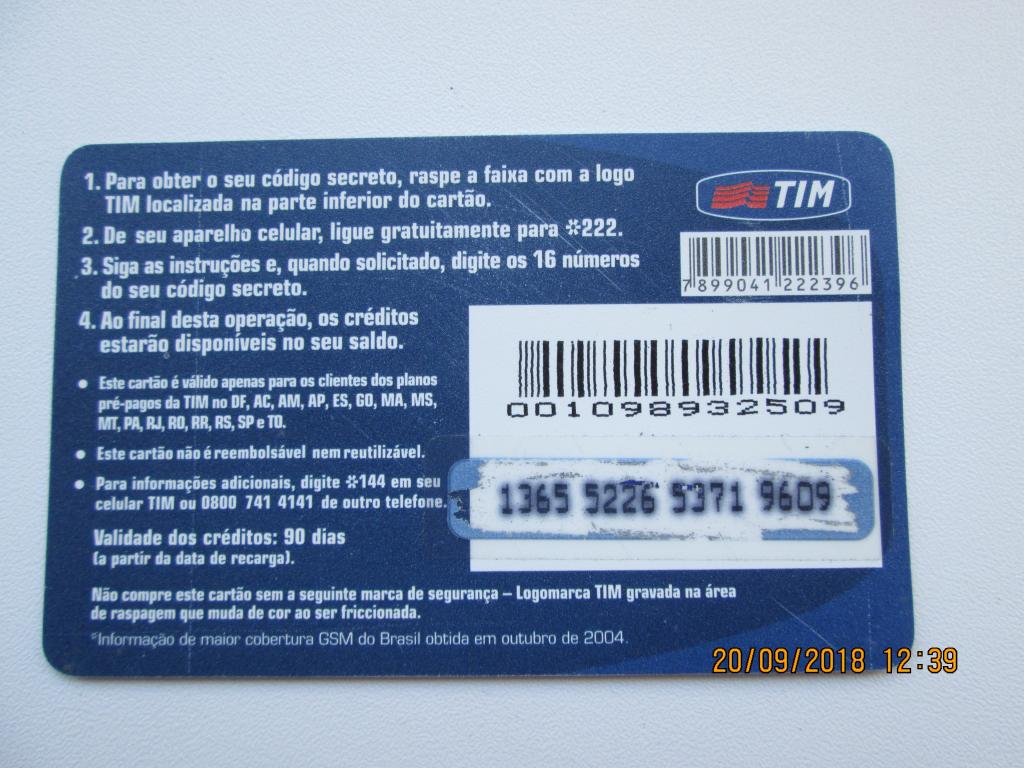 1. Para obter o seu código secreto, raspe a faixa com a logo
TIM localizada na parte inferior do cartão.
2. De seu aparelho celular, ligue gratuitamente para *222.
3. Siga as instruções e, quando solicitado, digite os 16 números
do seu código secreto.
4. Ao final desta operação, os créditos
estarão disponíveis no seu saldo.
• Este cartão é válido apenas para os clientes dos planos
pré-pagos da TIM no DF, AC, AM, AP, ES, GO, MA, MS,
MT, PA, RJ, RO, RR, RS, SP e TO.
• Este cartão não é reembolsável nem reutilizável.
• Para informações adicionais, digite *144 em seu
celular TIM ou 0800 741 4141 de outro telefone.
Validade dos créditos: 90 dias
(a partir da data de recarga).
Não compre este cartão sem a seguinte marca de segurança – Logomarca TIM gravada na área
de raspagem que muda de cor ao ser friccionada.
*Informação de maior cobertura GSM do Brasil obtida em outubro de 2004.
TIM
7 899041 222396
001098932509
1365 5226 5371 9609
20/09/2018 12:39